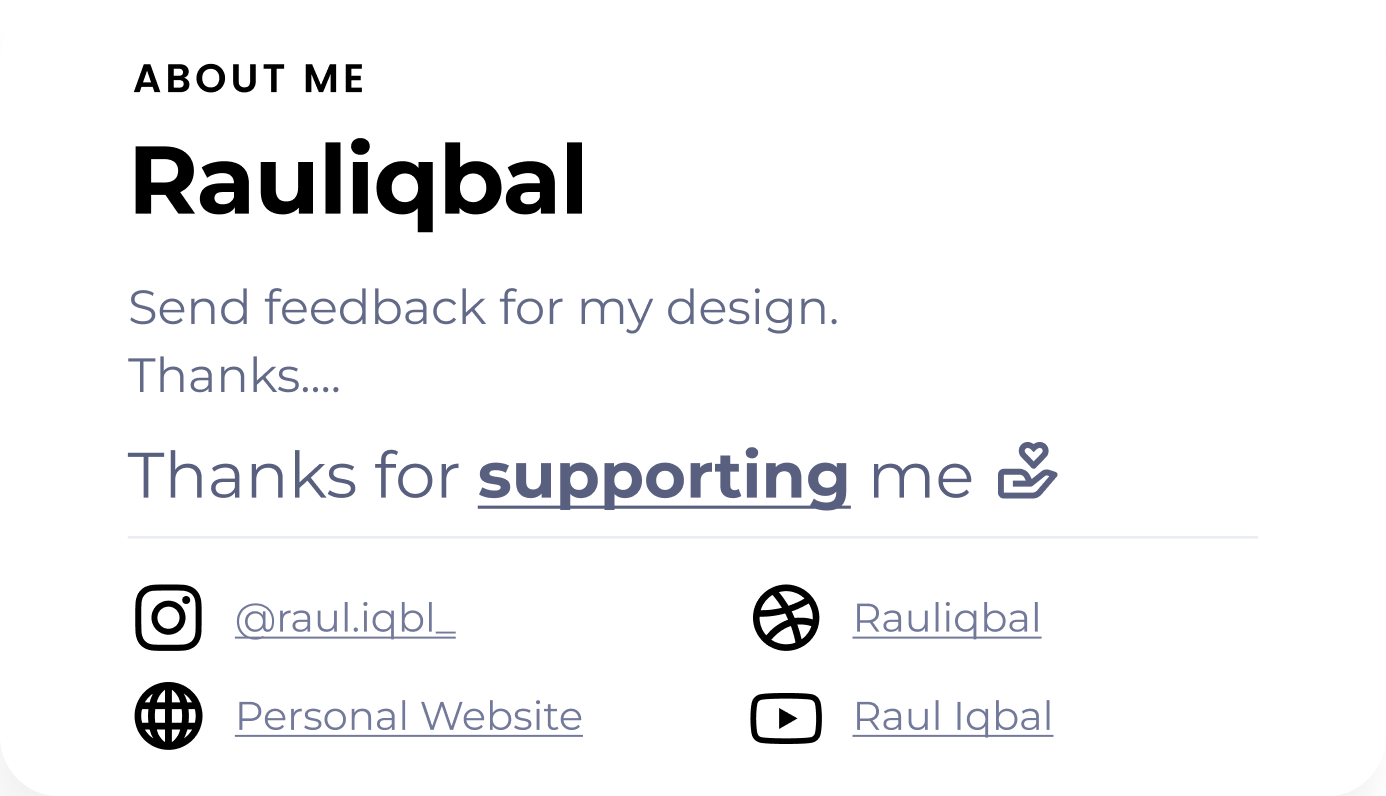 ABOUT ME
Rauliqbal
Send feedback for my design.
Thanks....
Thanks for supporting me
@raul.iqbl_
Rauliqbal
Personal Website
Raul Iqbal